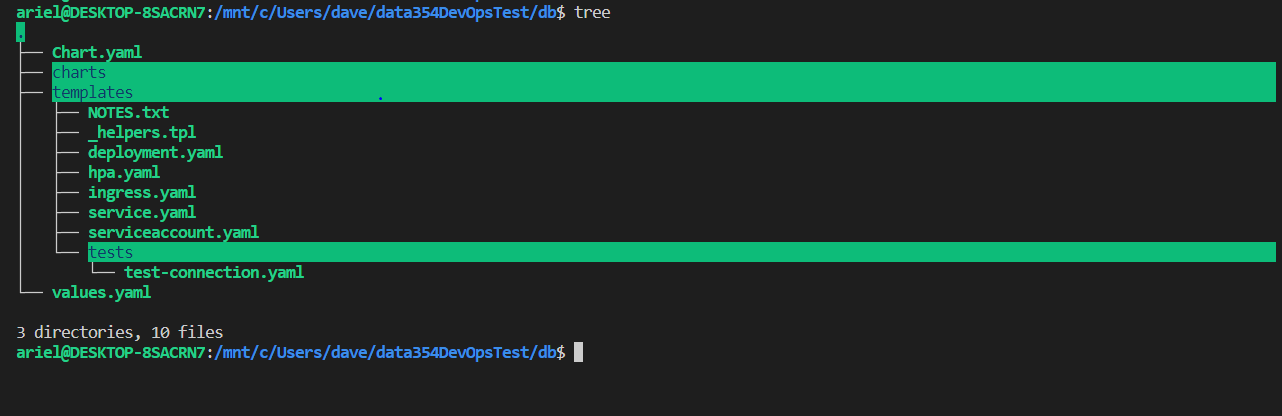 ariel@DESKTOP-8SACRN7:/mnt/c/Users/dave/data354DevOpsTest/db$ tree
.
├── Chart.yaml
├── charts
├── templates
│   ├── NOTES.txt
│   ├── _helpers.tpl
│   ├── deployment.yaml
│   ├── hpa.yaml
│   ├── ingress.yaml
│   ├── service.yaml
│   ├── serviceaccount.yaml
│   └── tests
│       └── test-connection.yaml
└── values.yaml
3 directories, 10 files
ariel@DESKTOP-8SACRN7:/mnt/c/Users/dave/data354DevOpsTest/db$